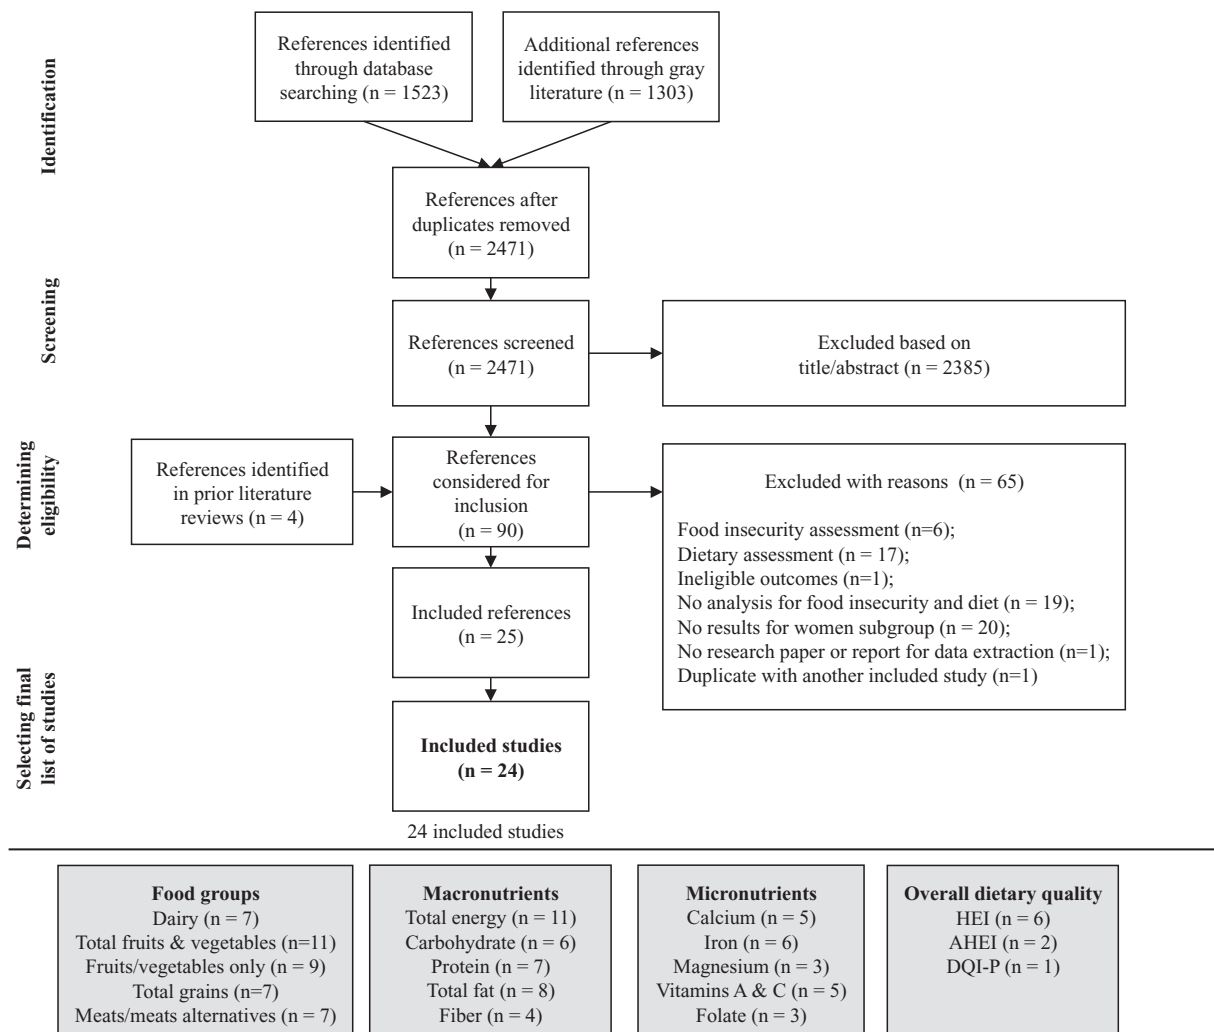 Identification
References identified
through database
searching (n = 1523)
Additional references
identified through gray
literature (n = 1303)
References after
duplicates removed
(n = 2471)
Screening
References screened
(n = 2471)
Excluded based on
title/abstract (n = 2385)
Determining
eligibility
References identified
in prior literature
reviews (n = 4)
References
considered for
inclusion
(n = 90)
Excluded with reasons (n = 65)
Food insecurity assessment (n=6);
Dietary assessment (n = 17);
Ineligible outcomes (n=1);
No analysis for food insecurity and diet (n = 19);
No results for women subgroup (n = 20);
No research paper or report for data extraction (n=1);
Duplicate with another included study (n=1)
Included references
(n = 25)
Selecting final
list of studies
Included studies
(n = 24)
24 included studies
Food groups
Dairy (n = 7)
Total fruits & vegetables (n=11)
Fruits/vegetables only (n = 9)
Total grains (n=7)
Meats/meats alternatives (n = 7)
Macronutrients
Total energy (n = 11)
Carbohydrate (n = 6)
Protein (n = 7)
Total fat (n = 8)
Fiber (n = 4)
Micronutrients
Calcium (n = 5)
Iron (n = 6)
Magnesium (n = 3)
Vitamins A & C (n = 5)
Folate (n = 3)
Overall dietary quality
HEI (n = 6)
AHEI (n = 2)
DQI-P (n = 1)